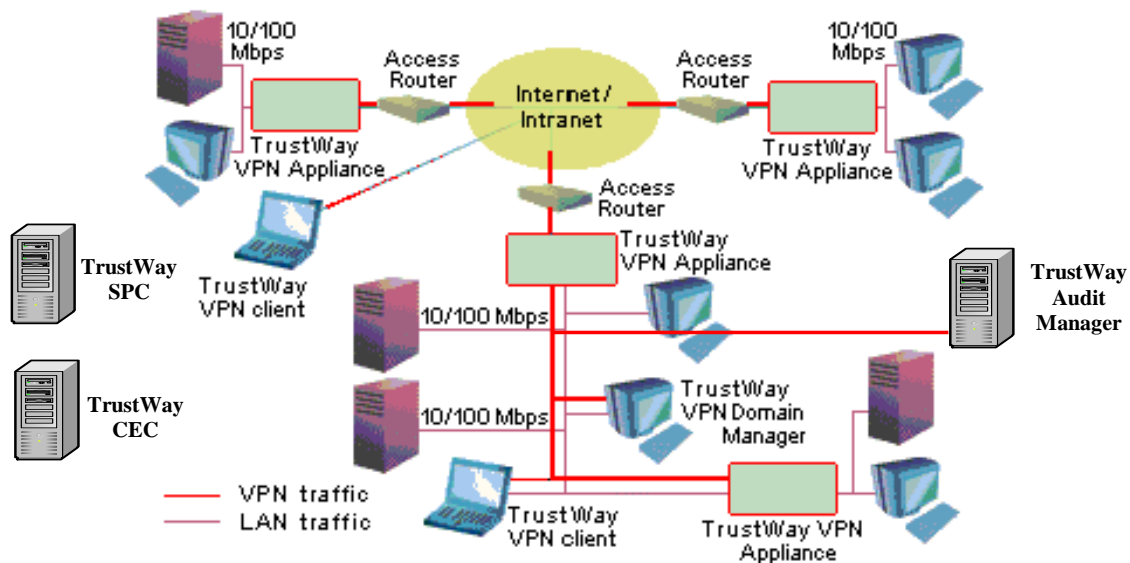 10/100
Mbps
Access
Router
Internet/
Intranet
Access
Router
10/100
Mbps
TrustWay
VPN Appliance
TrustWay
VPN Appliance
Access
Router
TrustWay
SPC
TrustWay
VPN client
TrustWay
VPN Appliance
TrustWay
Audit
Manager
10/100 Mbps
TrustWay
CEC
10/100 Mbps
TrustWay
VPN Domain
Manager
VPN traffic
LAN traffic
TrustWay
VPN client
TrustWay VPN
Appliance